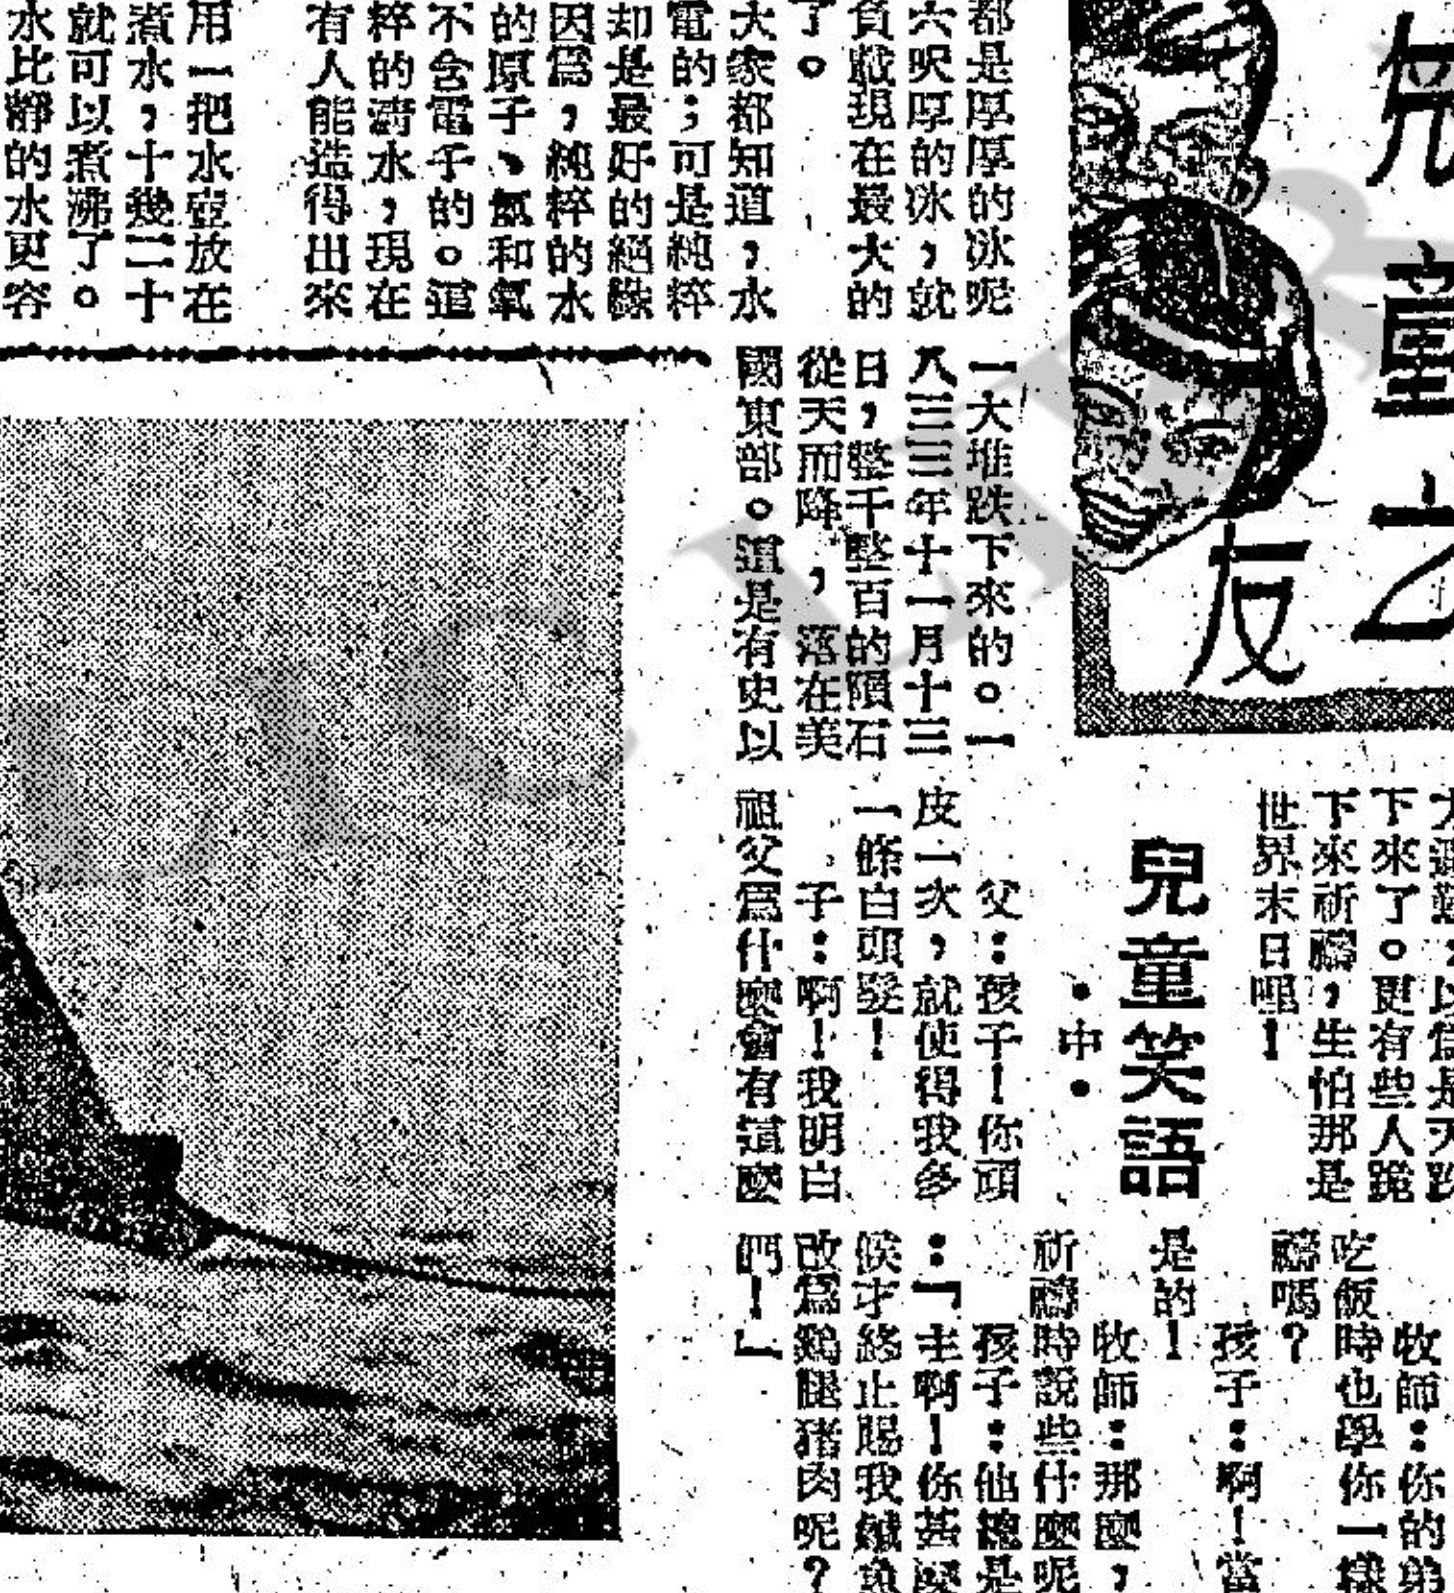 兒童之友
都是厚厚的冰呢
六呎厚的冰，就
負載現在最大的
了。
大家都知道，水
電的；可是純粹
却是最好的絕緣
因爲，純粹的水
的原子、氫和氧
不含電子的。這
粹的清水，現在
有人能造得出來
用一把水壺放在
煮水，十幾二十
就可以煮沸了。
水比靜的水更容
一大堆跌下來的。一
八三三年十一月十三
日，整千整百的隕石
從天而降，落在美
國東部。這是有史以
下來了。更有些人跪
下來祈禱，生怕那是
世界末日哩！
兒童笑語
·中·
父：孩子！你頑
皮一次，就使得我多
一條白頭髮！
子：啊！我明白
祖父爲什麼會有這麼
牧師：你的弟
吃飯時也學你一樣
禱嗎？
孩子：啊！當
是的！
牧師：那麼，
祈禱時說些什麼呢
孩子：他總是
：「主啊！你甚麼
候才終止賜我鹹魚
改爲鷄腿猪肉呢？
們！」